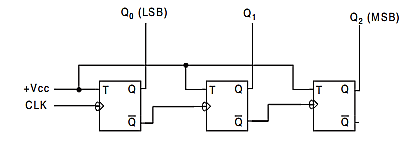 Q0 (LSB)
Q1
Q2 (MSB)
+Vcc
T Q
T Q
T Q
CLK
Q̅
Q̅
Q̅